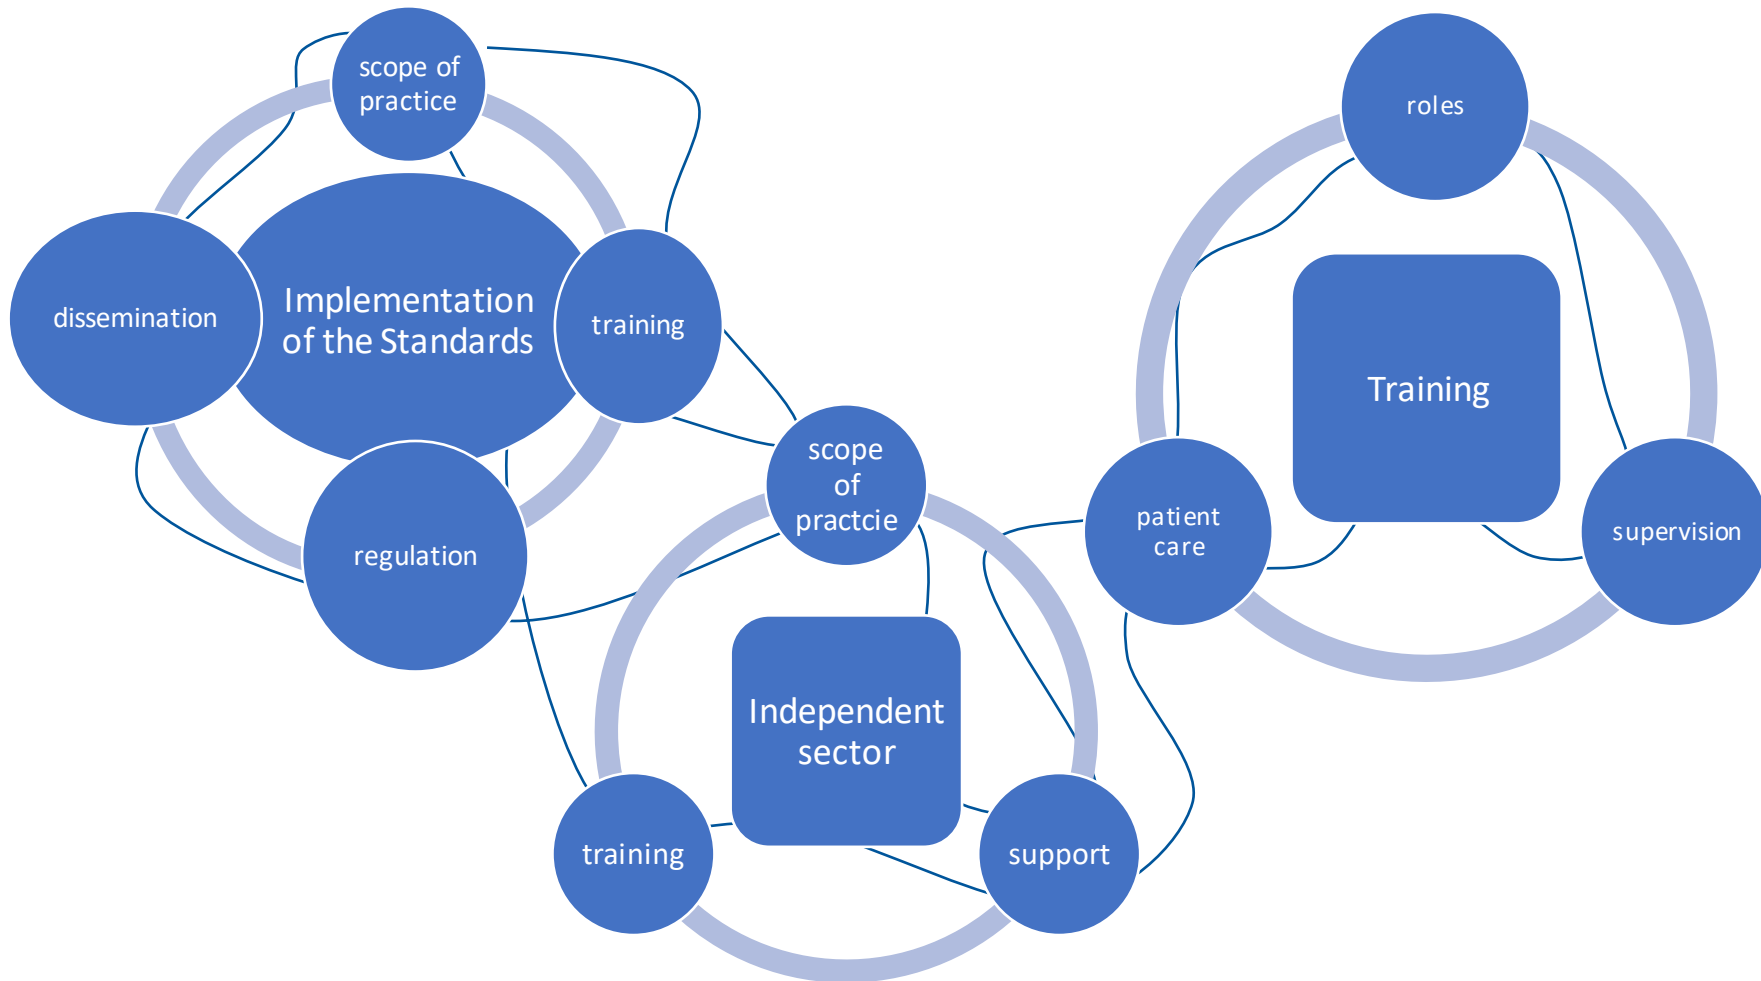 scope of
practice
dissemination
Implementation
of the Standards
training
regulation
scope
of
practcie
Independent
sector
training
support
roles
Training
patient
care
supervision